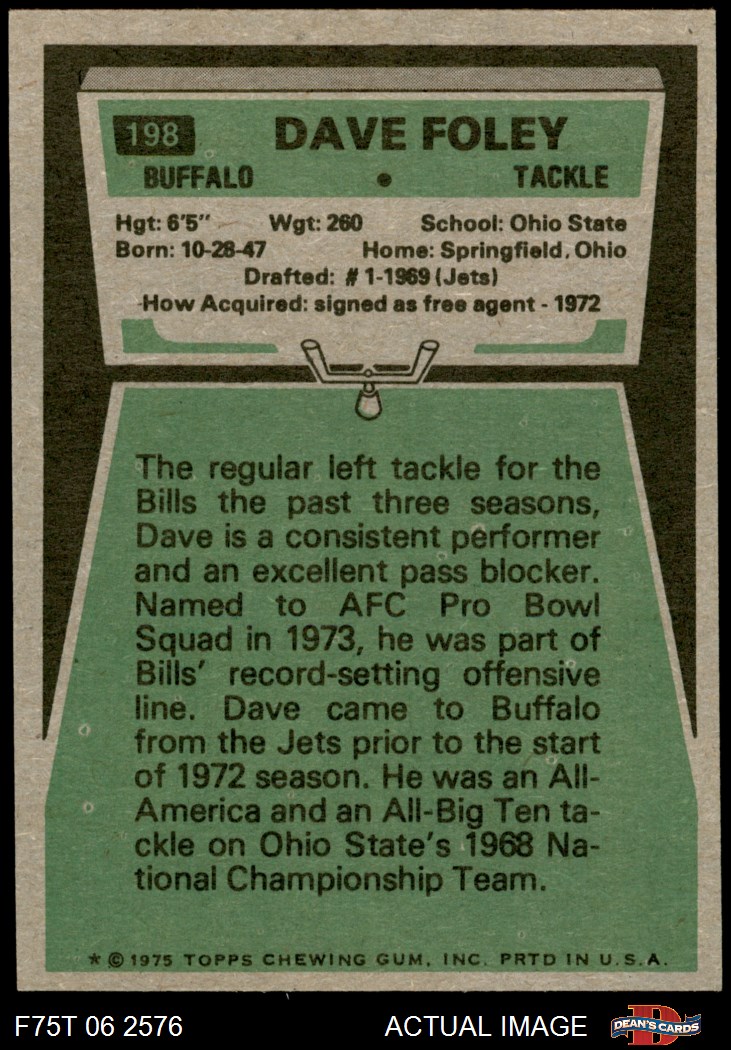 198 DAVE FOLEY
BUFFALO • TACKLE
Hgt: 6'5" Wgt: 260 School: Ohio State
Born: 10-28-47 Home: Springfield, Ohio
Drafted: #1-1969 (Jets)
How Acquired: signed as free agent - 1972
The regular left tackle for the
Bills the past three seasons,
Dave is a consistent performer
and an excellent pass blocker.
Named to AFC Pro Bowl
Squad in 1973, he was part of
Bills' record-setting offensive
line. Dave came to Buffalo
from the Jets prior to the start
of 1972 season. He was an All-
America and an All-Big Ten ta-
ckle on Ohio State's 1968 Na-
tional Championship Team.
* © 1975 TOPPS CHEWING GUM, INC. PRTD IN U.S.A.
F75T 06 2576 ACTUAL IMAGE DEAN'S CARDS